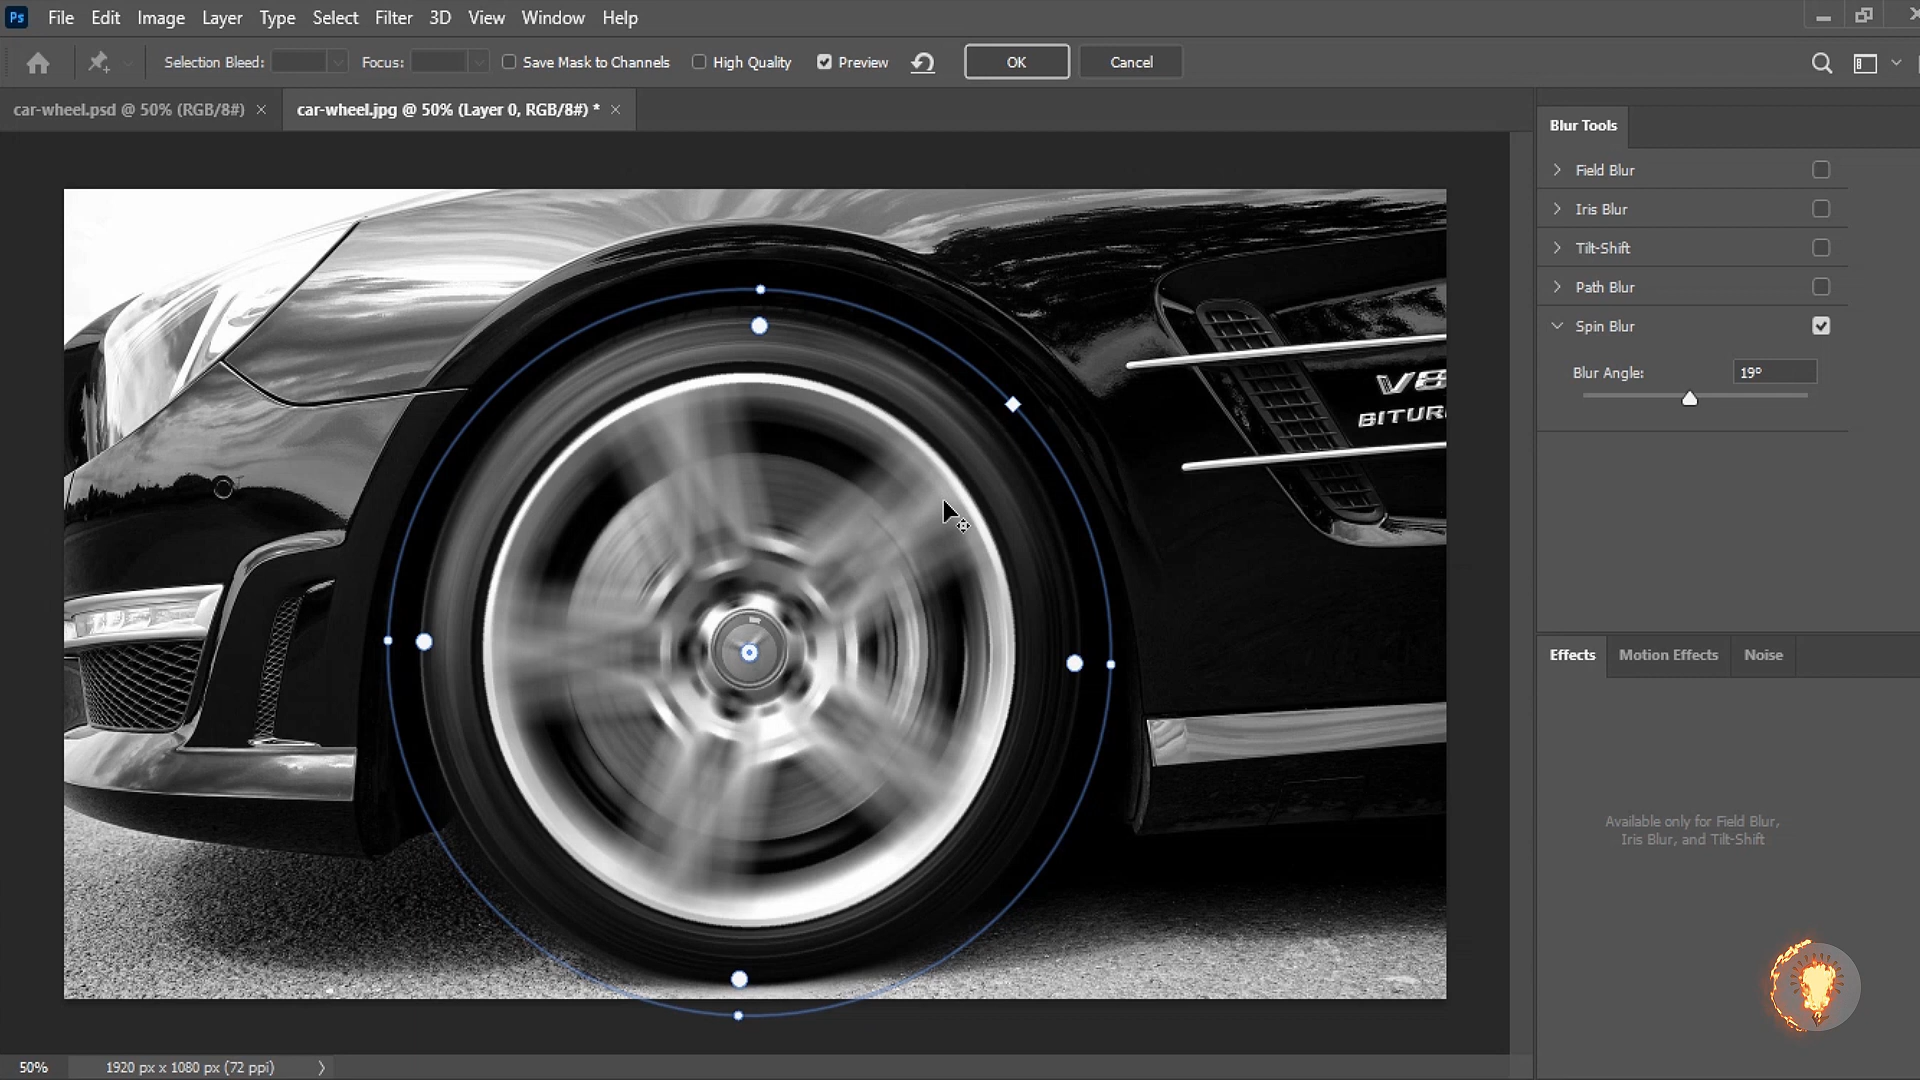 Ps File Edit Image Layer Type Select Filter 3D View Window Help
Selection Bleed: Focus: Save Mask to Channels High Quality Preview OK Cancel
car-wheel.psd @ 50% (RGB/8#) × car-wheel.jpg @ 50% (Layer 0, RGB/8#) * ×
Blur Tools
Field Blur
Iris Blur
Tilt-Shift
Path Blur
Spin Blur
Blur Angle: 19°
V8
BITUR
Effects Motion Effects Noise
Available only for Field Blur,
Iris Blur, and Tilt-Shift
50% 1920 px x 1080 px (72 ppi)